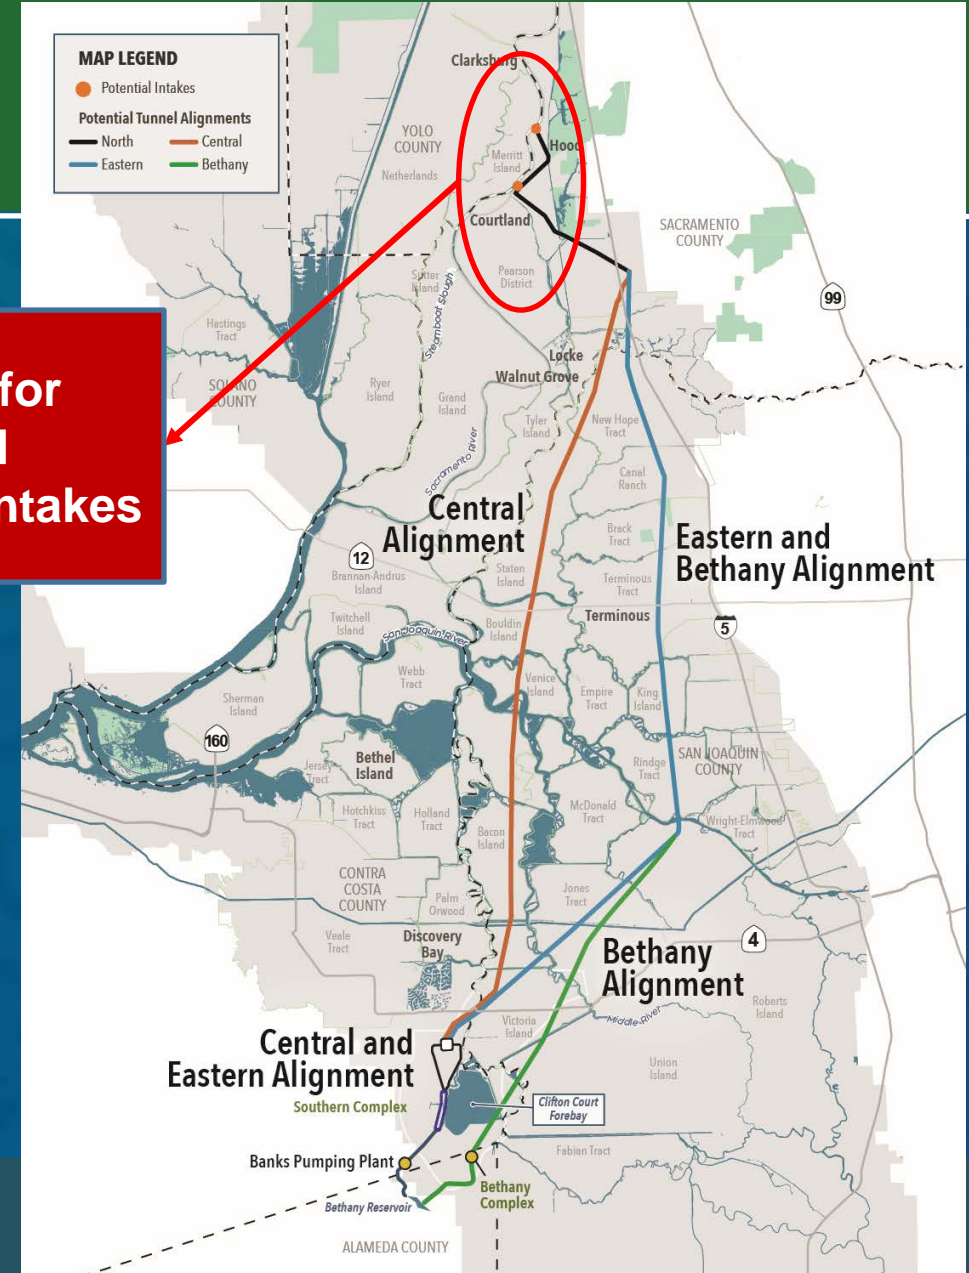 MAP LEGEND
Potential Intakes
Potential Tunnel Alignments
North
Central
Eastern
Bethany
Clarksburg
YOLO
COUNTY
Netherlands
Merritt
Island
Hood
Courtland
SACRAMENTO
COUNTY
Pearson
District
Sutter
Island
Steamboat Slough
99
Hastings
Tract
for
ntakes
SOLANO
COUNTY
Ryer
Island
Grand
Island
Locke
Walnut Grove
Tyler
Island
New Hope
Tract
Sacramento River
Canal
Ranch
Central
Alignment
Brack
Tract
Eastern and
Bethany Alignment
12
Brannan-Andrus
Island
Staten
Island
Terminous
Tract
Twitchell
Island
Bouldin
Island
Terminous
5
San Joaquin River
Webb
Tract
Venice
Island
Empire
Tract
King
Island
Sherman
Island
160
Bethel
Island
Jersey
Tract
Rindge
Tract
SAN JOAQUIN
COUNTY
Hotchkiss
Tract
Holland
Tract
Bacon
Island
McDonald
Tract
Wright-Elmwood
Tract
CONTRA
COSTA
COUNTY
Palm
Orwood
Jones
Tract
Veale
Tract
Discovery
Bay
Bethany
Alignment
4
Roberts
Island
Victoria
Island
Middle River
Central and
Eastern Alignment
Southern Complex
Union
Island
Clifton Court
Forebay
Fabian Tract
Banks Pumping Plant
Bethany
Complex
Bethany Reservoir
ALAMEDA COUNTY